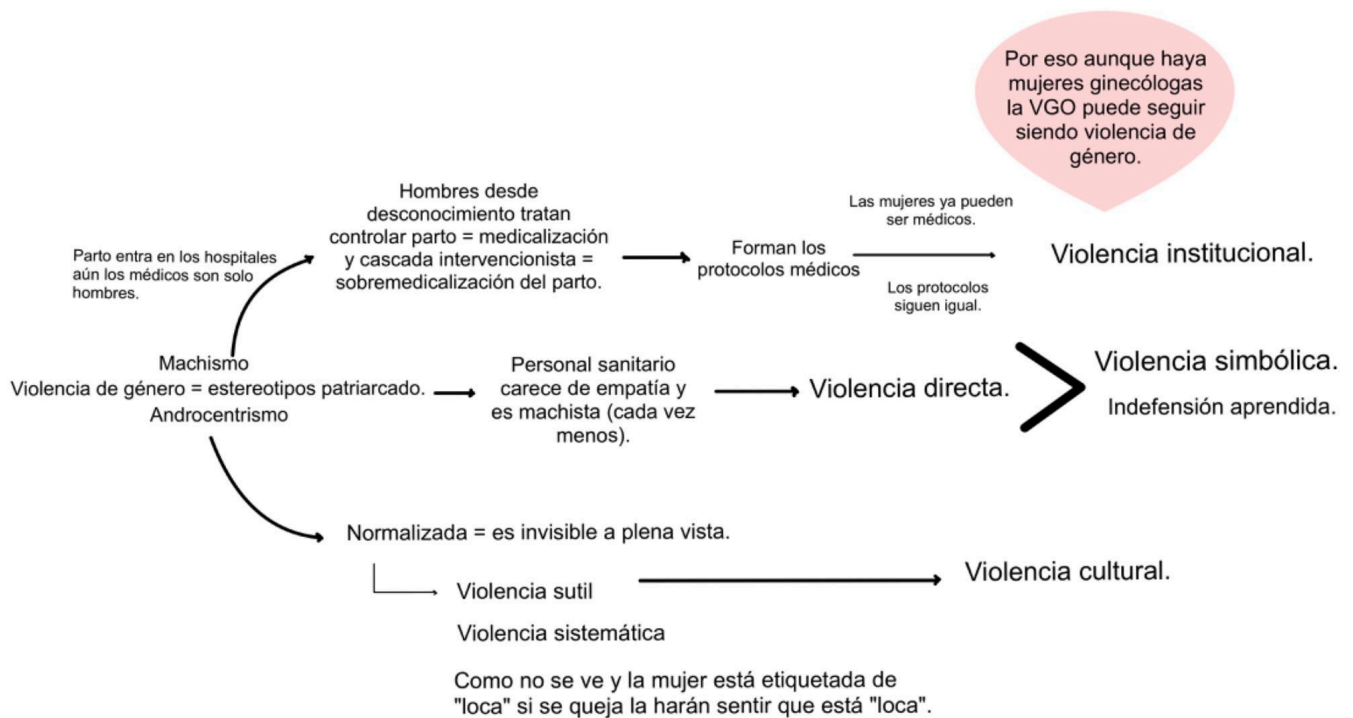 Por eso aunque haya
mujeres ginecólogas
la VGO puede seguir
siendo violencia de
género.
Parto entra en los hospitales
aún los médicos son solo
hombres.
Hombres desde
desconocimiento tratan
controlar parto = medicalización
y cascada intervencionista =
sobremedicalización del parto.
Forman los
protocolos médicos
Las mujeres ya pueden
ser médicos.
Los protocolos
siguen igual.
Violencia institucional.
Machismo
Violencia de género = estereotipos patriarcado.
Androcentrismo
Personal sanitario
carece de empatía y
es machista (cada vez
menos).
Violencia directa.
Violencia simbólica.
Indefensión aprendida.
Normalizada = es invisible a plena vista.
Violencia sutil
Violencia sistemática
Como no se ve y la mujer está etiquetada de
"loca" si se queja la harán sentir que está "loca".
Violencia cultural.